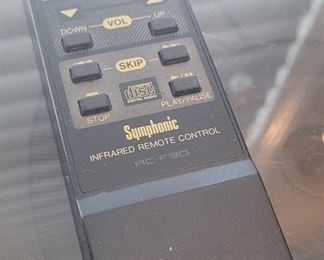 DOWN VOL UP
SKIP
disc
STOP PLAY/PAUSE
Symphonic
INFRARED REMOTE CONTROL
RC-F30